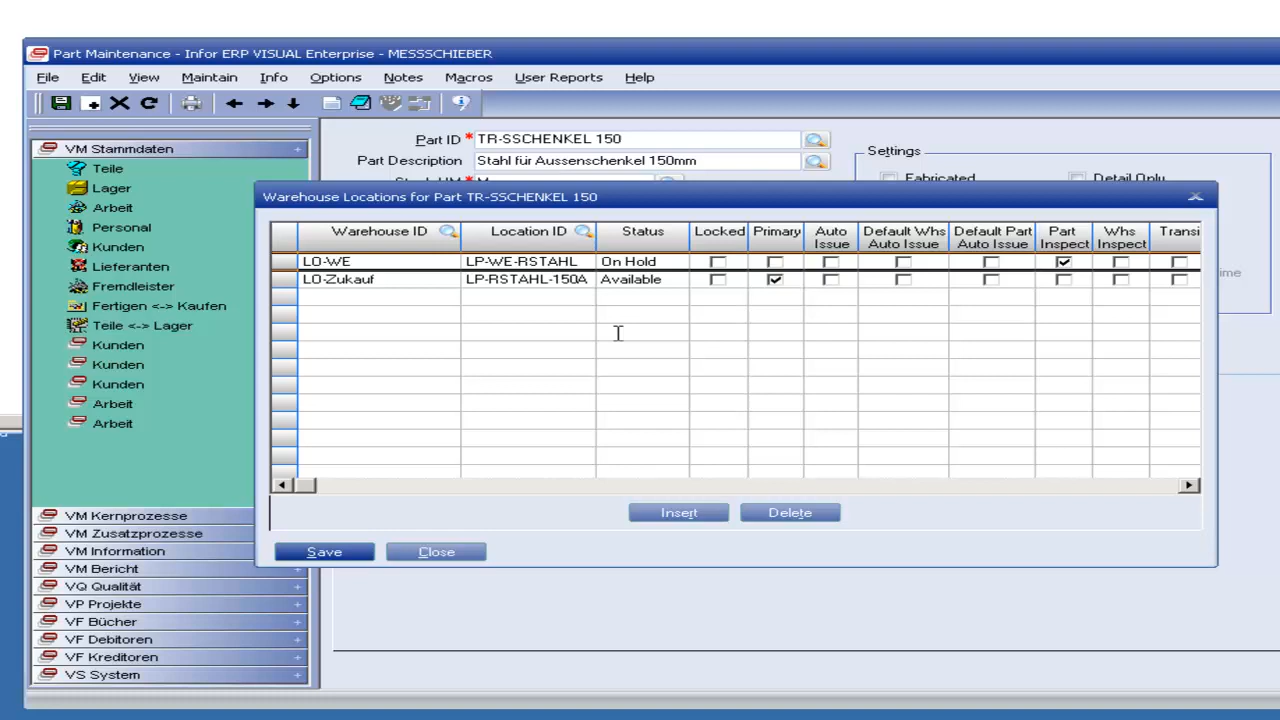 Part Maintenance - Infor ERP VISUAL Enterprise - MESSSCHIEBER
File Edit View Maintain Info Options Notes Macros User Reports Help
VM Stammdaten
Teile
Lager
Arbeit
Personal
Kunden
Lieferanten
Fremdleister
Fertigen <-> Kaufen
Teile <-> Lager
Kunden
Kunden
Kunden
Arbeit
Arbeit
VM Kernprozesse
VM Zusatzprozesse
VM Information
VM Bericht
VQ Qualität
VP Projekte
VF Bücher
VF Debitoren
VF Kreditoren
VS System
Part ID * TR-SSCHENKEL 150
Part Description Stahl für Aussenschenkel 150mm
Settings
Fabricated Detail Only
Warehouse Locations for Part TR-SSCHENKEL 150
Warehouse ID Location ID Status Locked Primary Auto Issue Default Whs Auto Issue Default Part Auto Issue Part Inspect Whs Inspect Transi
LO-WE LP-WE-RSTAHL On Hold
LO-Zukauf LP-RSTAHL-150A Available
Insert Delete
Save Close